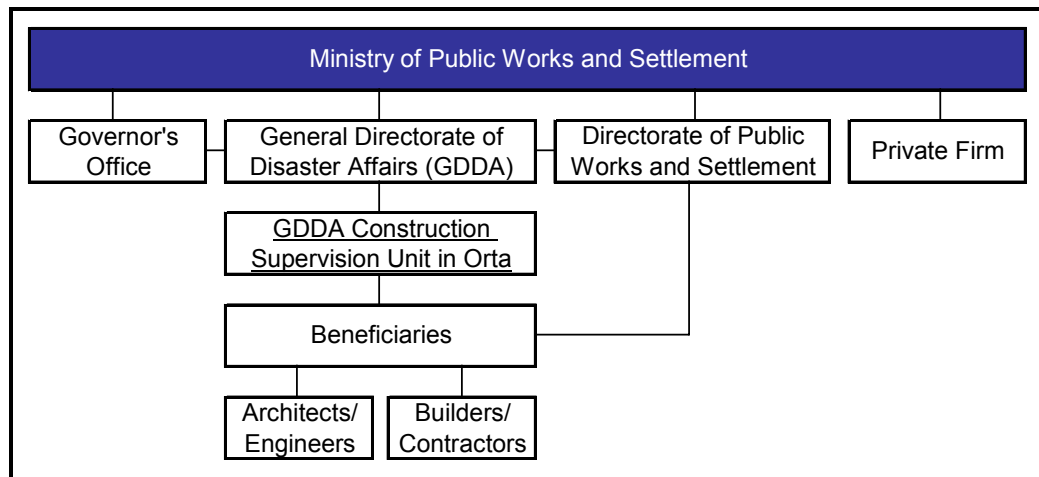 Ministry of Public Works and Settlement
Governor's
Office
General Directorate of
Disaster Affairs (GDDA)
Directorate of Public
Works and Settlement
Private Firm
GDDA Construction
Supervision Unit in Orta
Beneficiaries
Architects/
Engineers
Builders/
Contractors